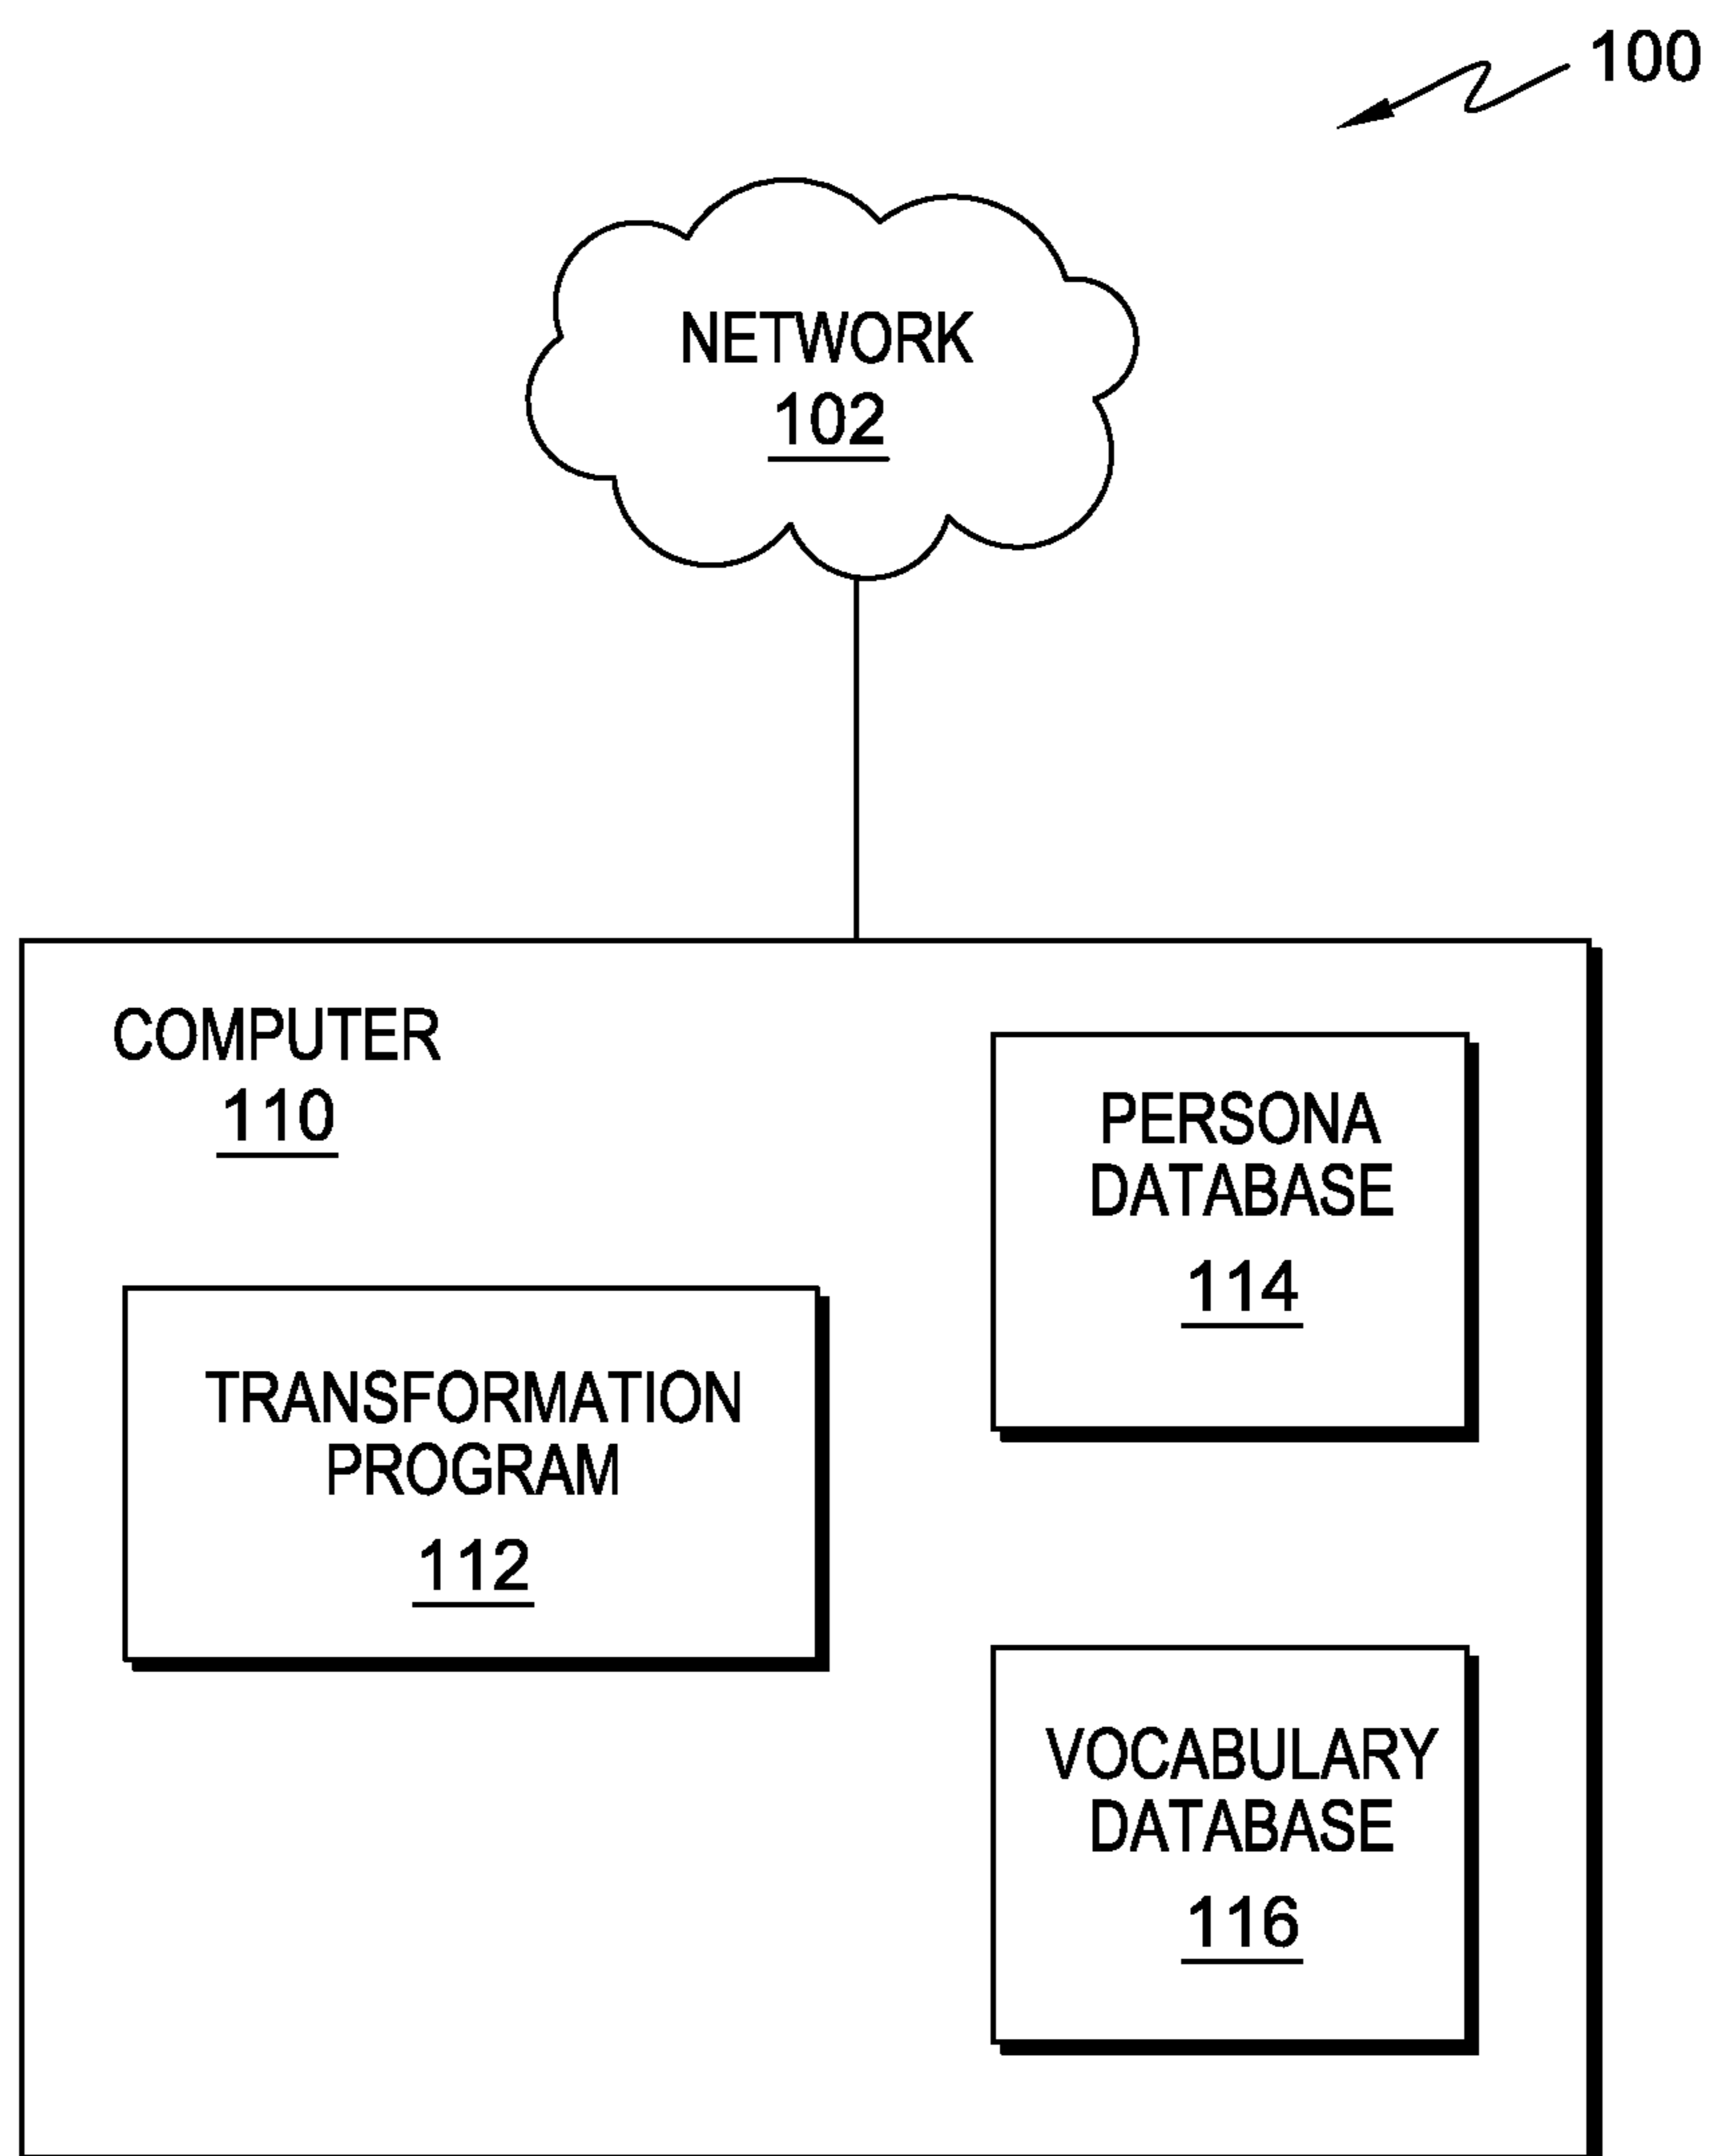 100
NETWORK
102
COMPUTER
110
PERSONA
DATABASE
114
TRANSFORMATION
PROGRAM
112
VOCABULARY
DATABASE
116